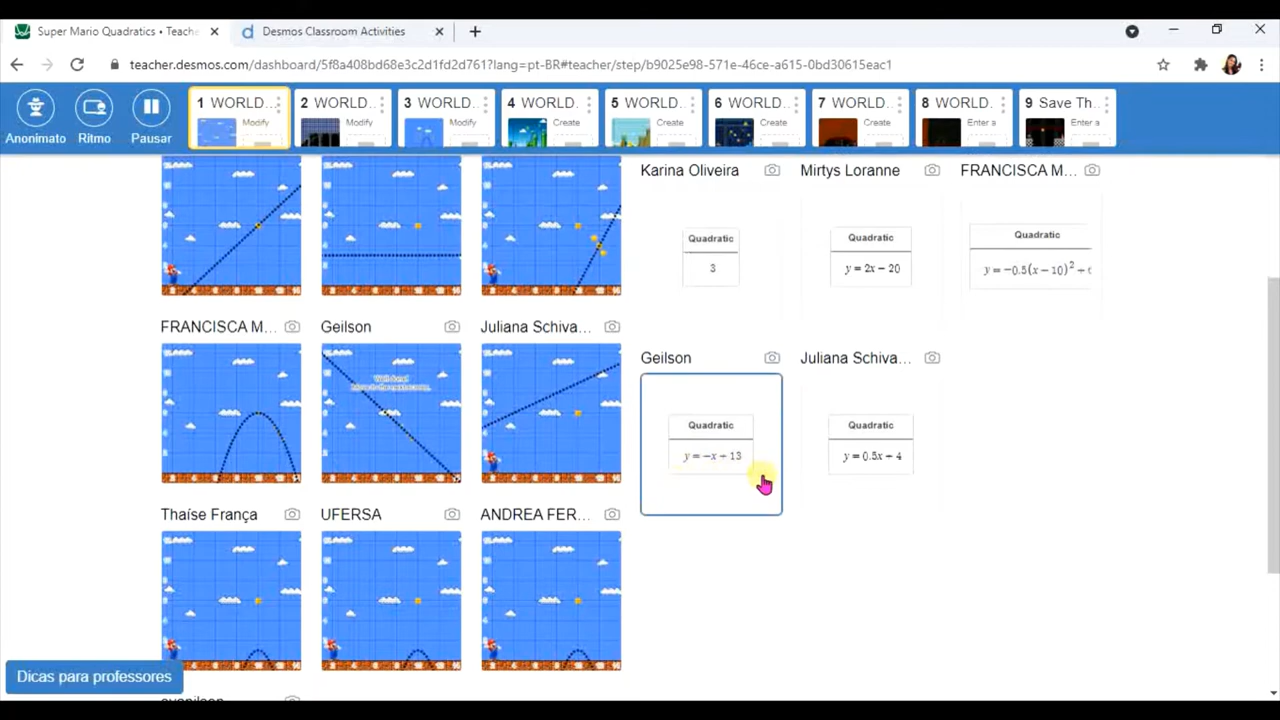 Super Mario Quadratics • Teache
Desmos Classroom Activities
teacher.desmos.com/dashboard/5f8a408bd68e3c2d1fd2d761?lang=pt-BR#teacher/step/b9025e98-571e-46ce-a615-0bd30615eac1
Anonimato
Ritmo
Pausar
1 WORLD...
Modify
2 WORLD...
Modify
3 WORLD...
Modify
4 WORLD...
Create
5 WORLD...
Create
6 WORLD...
Create
7 WORLD...
Create
8 WORLD...
Enter a
9 Save Th...
Enter a
Karina Oliveira
Mirtys Loranne
FRANCISCA M...
Quadratic
3
Quadratic
y = 2x − 20
Quadratic
y = −0.5(x − 10)² +
FRANCISCA M...
Geilson
Juliana Schiva...
Geilson
Juliana Schiva...
Quadratic
y = −x + 13
Quadratic
y = 0.5x + 4
Thaíse França
UFERSA
ANDREA FER...
Dicas para professores